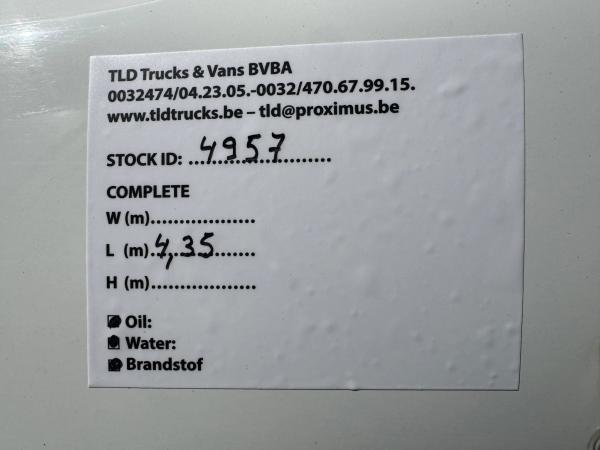 TLD Trucks & Vans BVBA
0032474/04.23.05.-0032/470.67.99.15.
www.tldtrucks.be – tld@proximus.be
STOCK ID: ...4957...
COMPLETE
W (m)..................
L (m).4,35.......
H (m)..................
Oil:
Water:
Brandstof